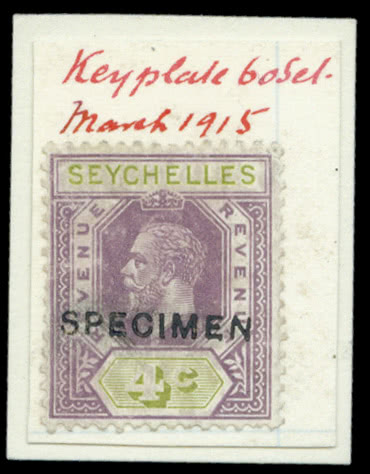 Keyplate 60 set.
March 1915
SEYCHELLES
REVENUE
REVENUE
SPECIMEN
4c